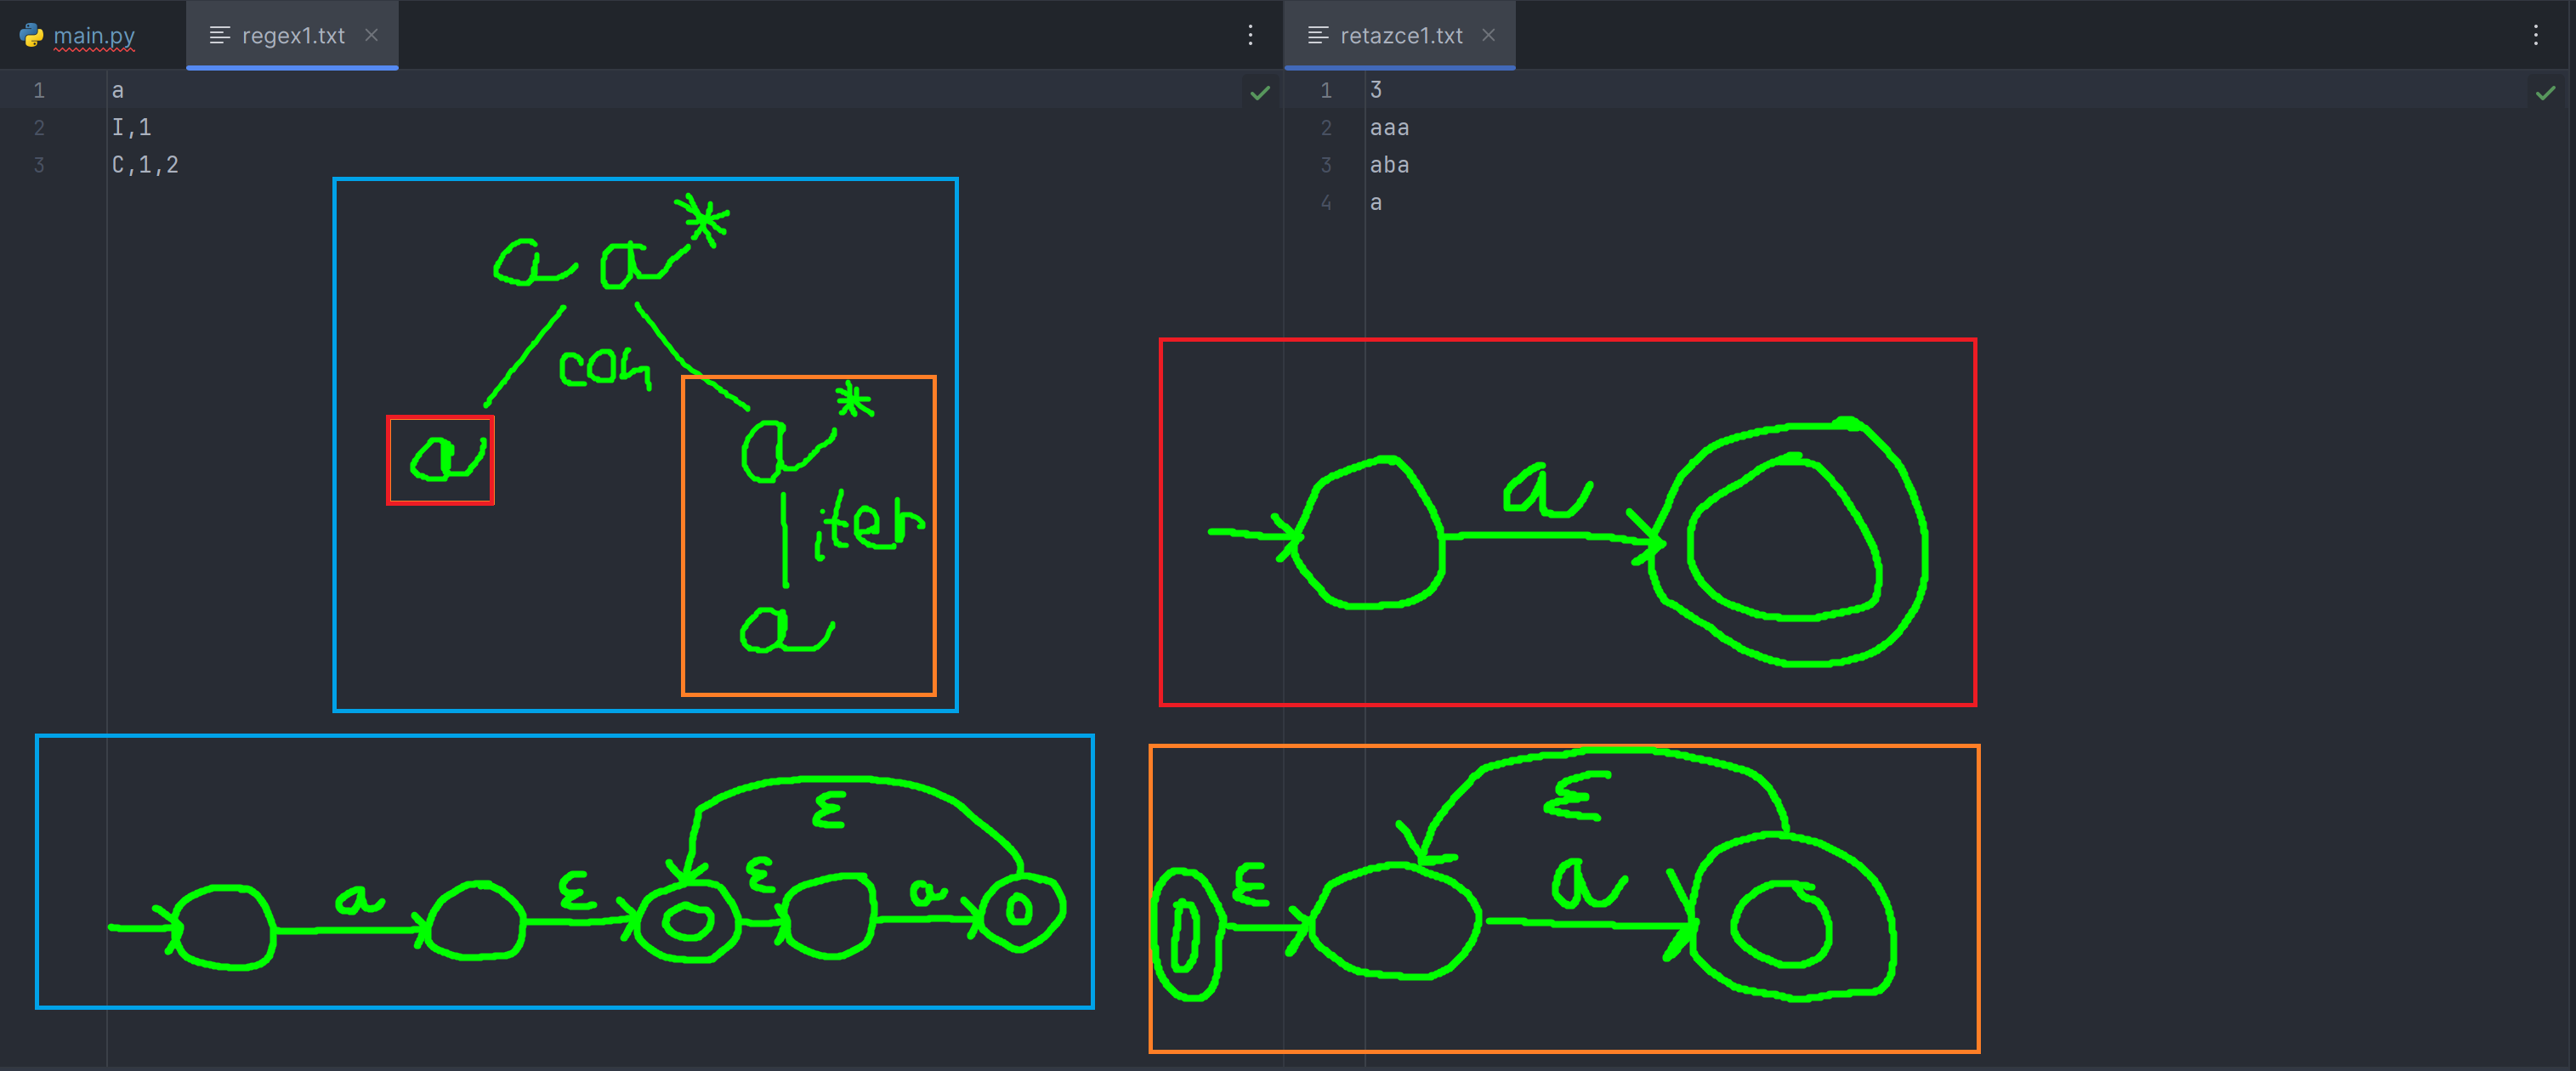 main.py
regex1.txt
retazce1.txt
1 a
2 I,1
3 C,1,2
1 3
2 aaa
3 aba
4 a
a a*
con
a
a*
iter
a
a
ε
a
ε
ε
a
ε
ε
a